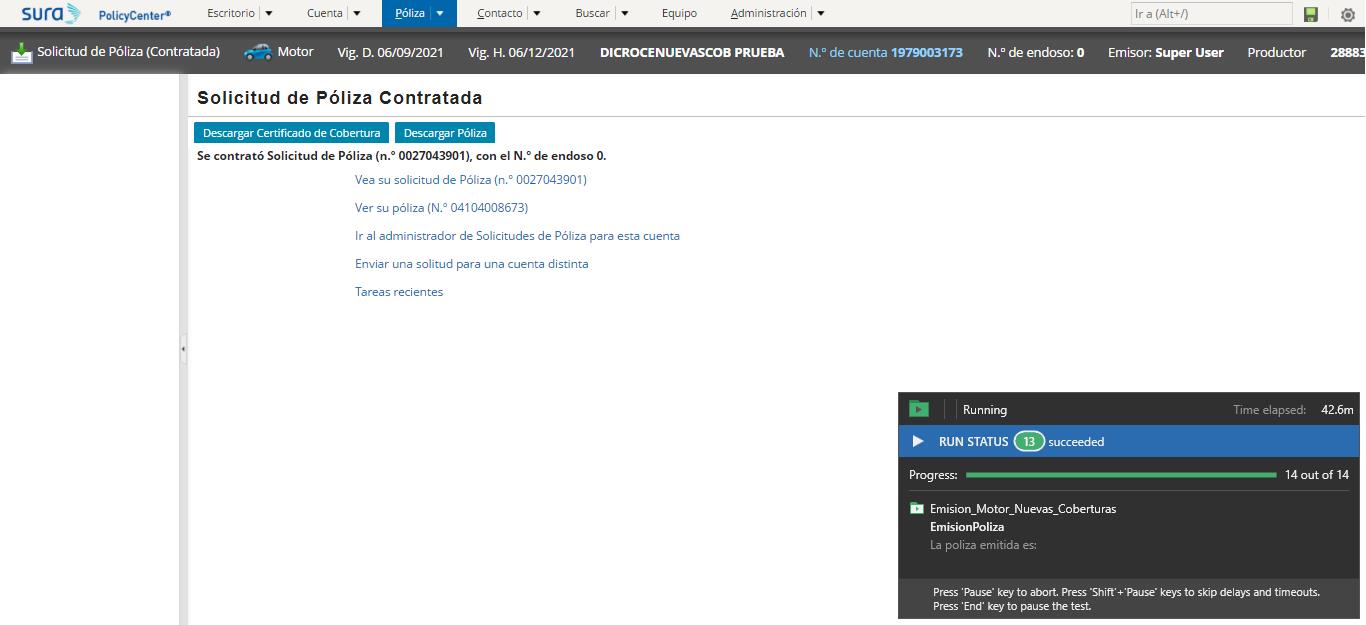 sura PolicyCenter® Escritorio Cuenta Póliza Contacto Buscar Equipo Administración Ir a (Alt+/)
Solicitud de Póliza (Contratada) Motor Vig. D. 06/09/2021 Vig. H. 06/12/2021 DICROCENUEVASCOB PRUEBA N.° de cuenta 1979003173 N.° de endoso: 0 Emisor: Super User Productor 28883
Solicitud de Póliza Contratada
Descargar Certificado de Cobertura Descargar Póliza
Se contrató Solicitud de Póliza (n.° 0027043901), con el N.° de endoso 0.
Vea su solicitud de Póliza (n.° 0027043901)
Ver su póliza (N.° 04104008673)
Ir al administrador de Solicitudes de Póliza para esta cuenta
Enviar una solitud para una cuenta distinta
Tareas recientes
Running Time elapsed: 42.6m
RUN STATUS 13 succeeded
Progress: 14 out of 14
Emision_Motor_Nuevas_Coberturas
EmisionPoliza
La poliza emitida es:
Press 'Pause' key to abort. Press 'Shift'+'Pause' keys to skip delays and timeouts.
Press 'End' key to pause the test.